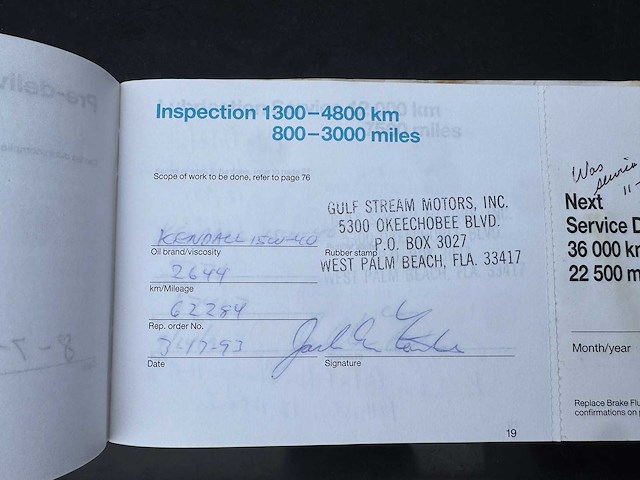 Inspection 1300–4800 km
800–3000 miles
Scope of work to be done, refer to page 76
GULF STREAM MOTORS, INC.
5300 OKEECHOBEE BLVD.
P.O. BOX 3027
WEST PALM BEACH, FLA. 33417
KENDALL 15W-40
Oil brand/viscosity
Rubber stamp
2644
km/Mileage
62284
Rep. order No.
93
Date
Signature
19
Was
service
11-
Next
Service D
36 000 k
22 500 m
Month/year
Replace Brake Flu
confirmations on p